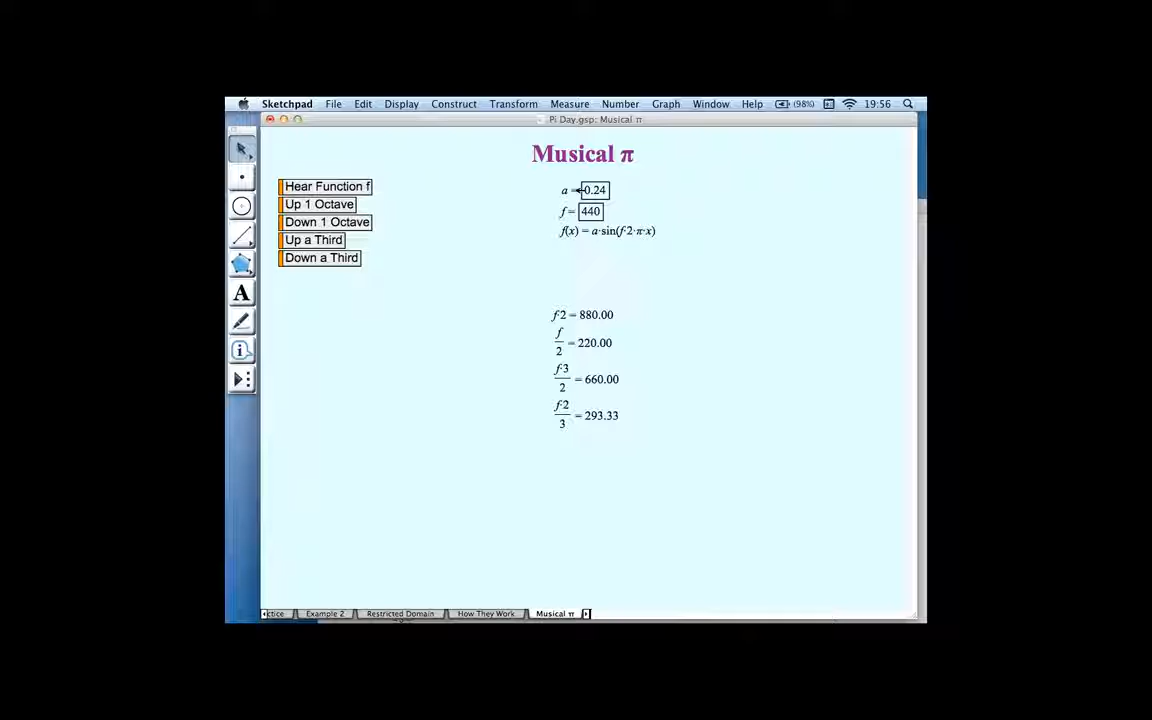 Sketchpad File Edit Display Construct Transform Measure Number Graph Window Help (98%) 19:56
Pi Day.gsp: Musical π
Musical π
Hear Function f
Up 1 Octave
Down 1 Octave
Up a Third
Down a Third
a = 0.24
f = 440
f(x) = a·sin(f·2·π·x)
f·2 = 880.00
f/2 = 220.00
f·3/2 = 660.00
f·2/3 = 293.33
A
ctice Example 2 Restricted Domain How They Work Musical π